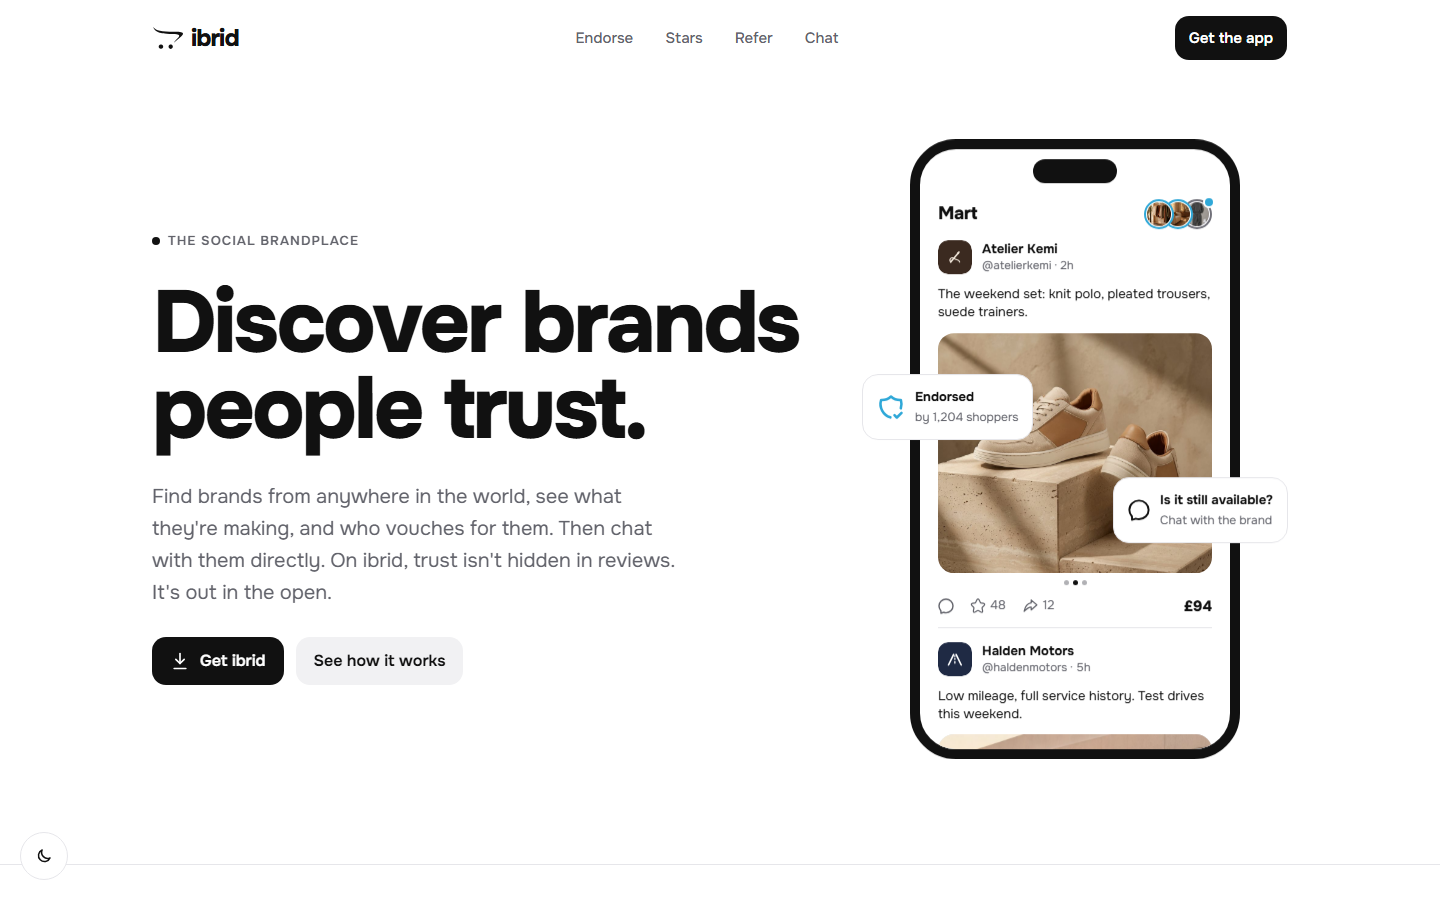 ibrid
Endorse
Stars
Refer
Chat
Get the app
THE SOCIAL BRANDPLACE
Discover brands
people trust.
Find brands from anywhere in the world, see what
they're making, and who vouches for them. Then chat
with them directly. On ibrid, trust isn't hidden in reviews.
It's out in the open.
Get ibrid
See how it works
Mart
Atelier Kemi
@atelierkemi · 2h
The weekend set: knit polo, pleated trousers,
suede trainers.
Endorsed
by 1,204 shoppers
Is it still available?
Chat with the brand
48
12
£94
Halden Motors
@haldenmotors · 5h
Low mileage, full service history. Test drives
this weekend.